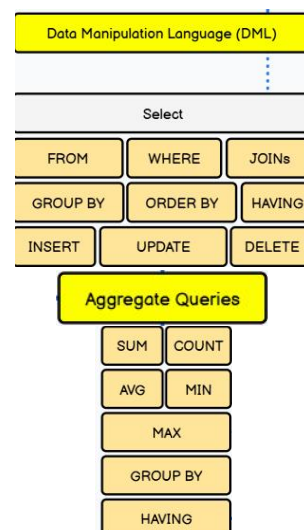 Data Manipulation Language (DML)
Select
FROM WHERE JOINs
GROUP BY ORDER BY HAVING
INSERT UPDATE DELETE
Aggregate Queries
SUM COUNT
AVG MIN
MAX
GROUP BY
HAVING